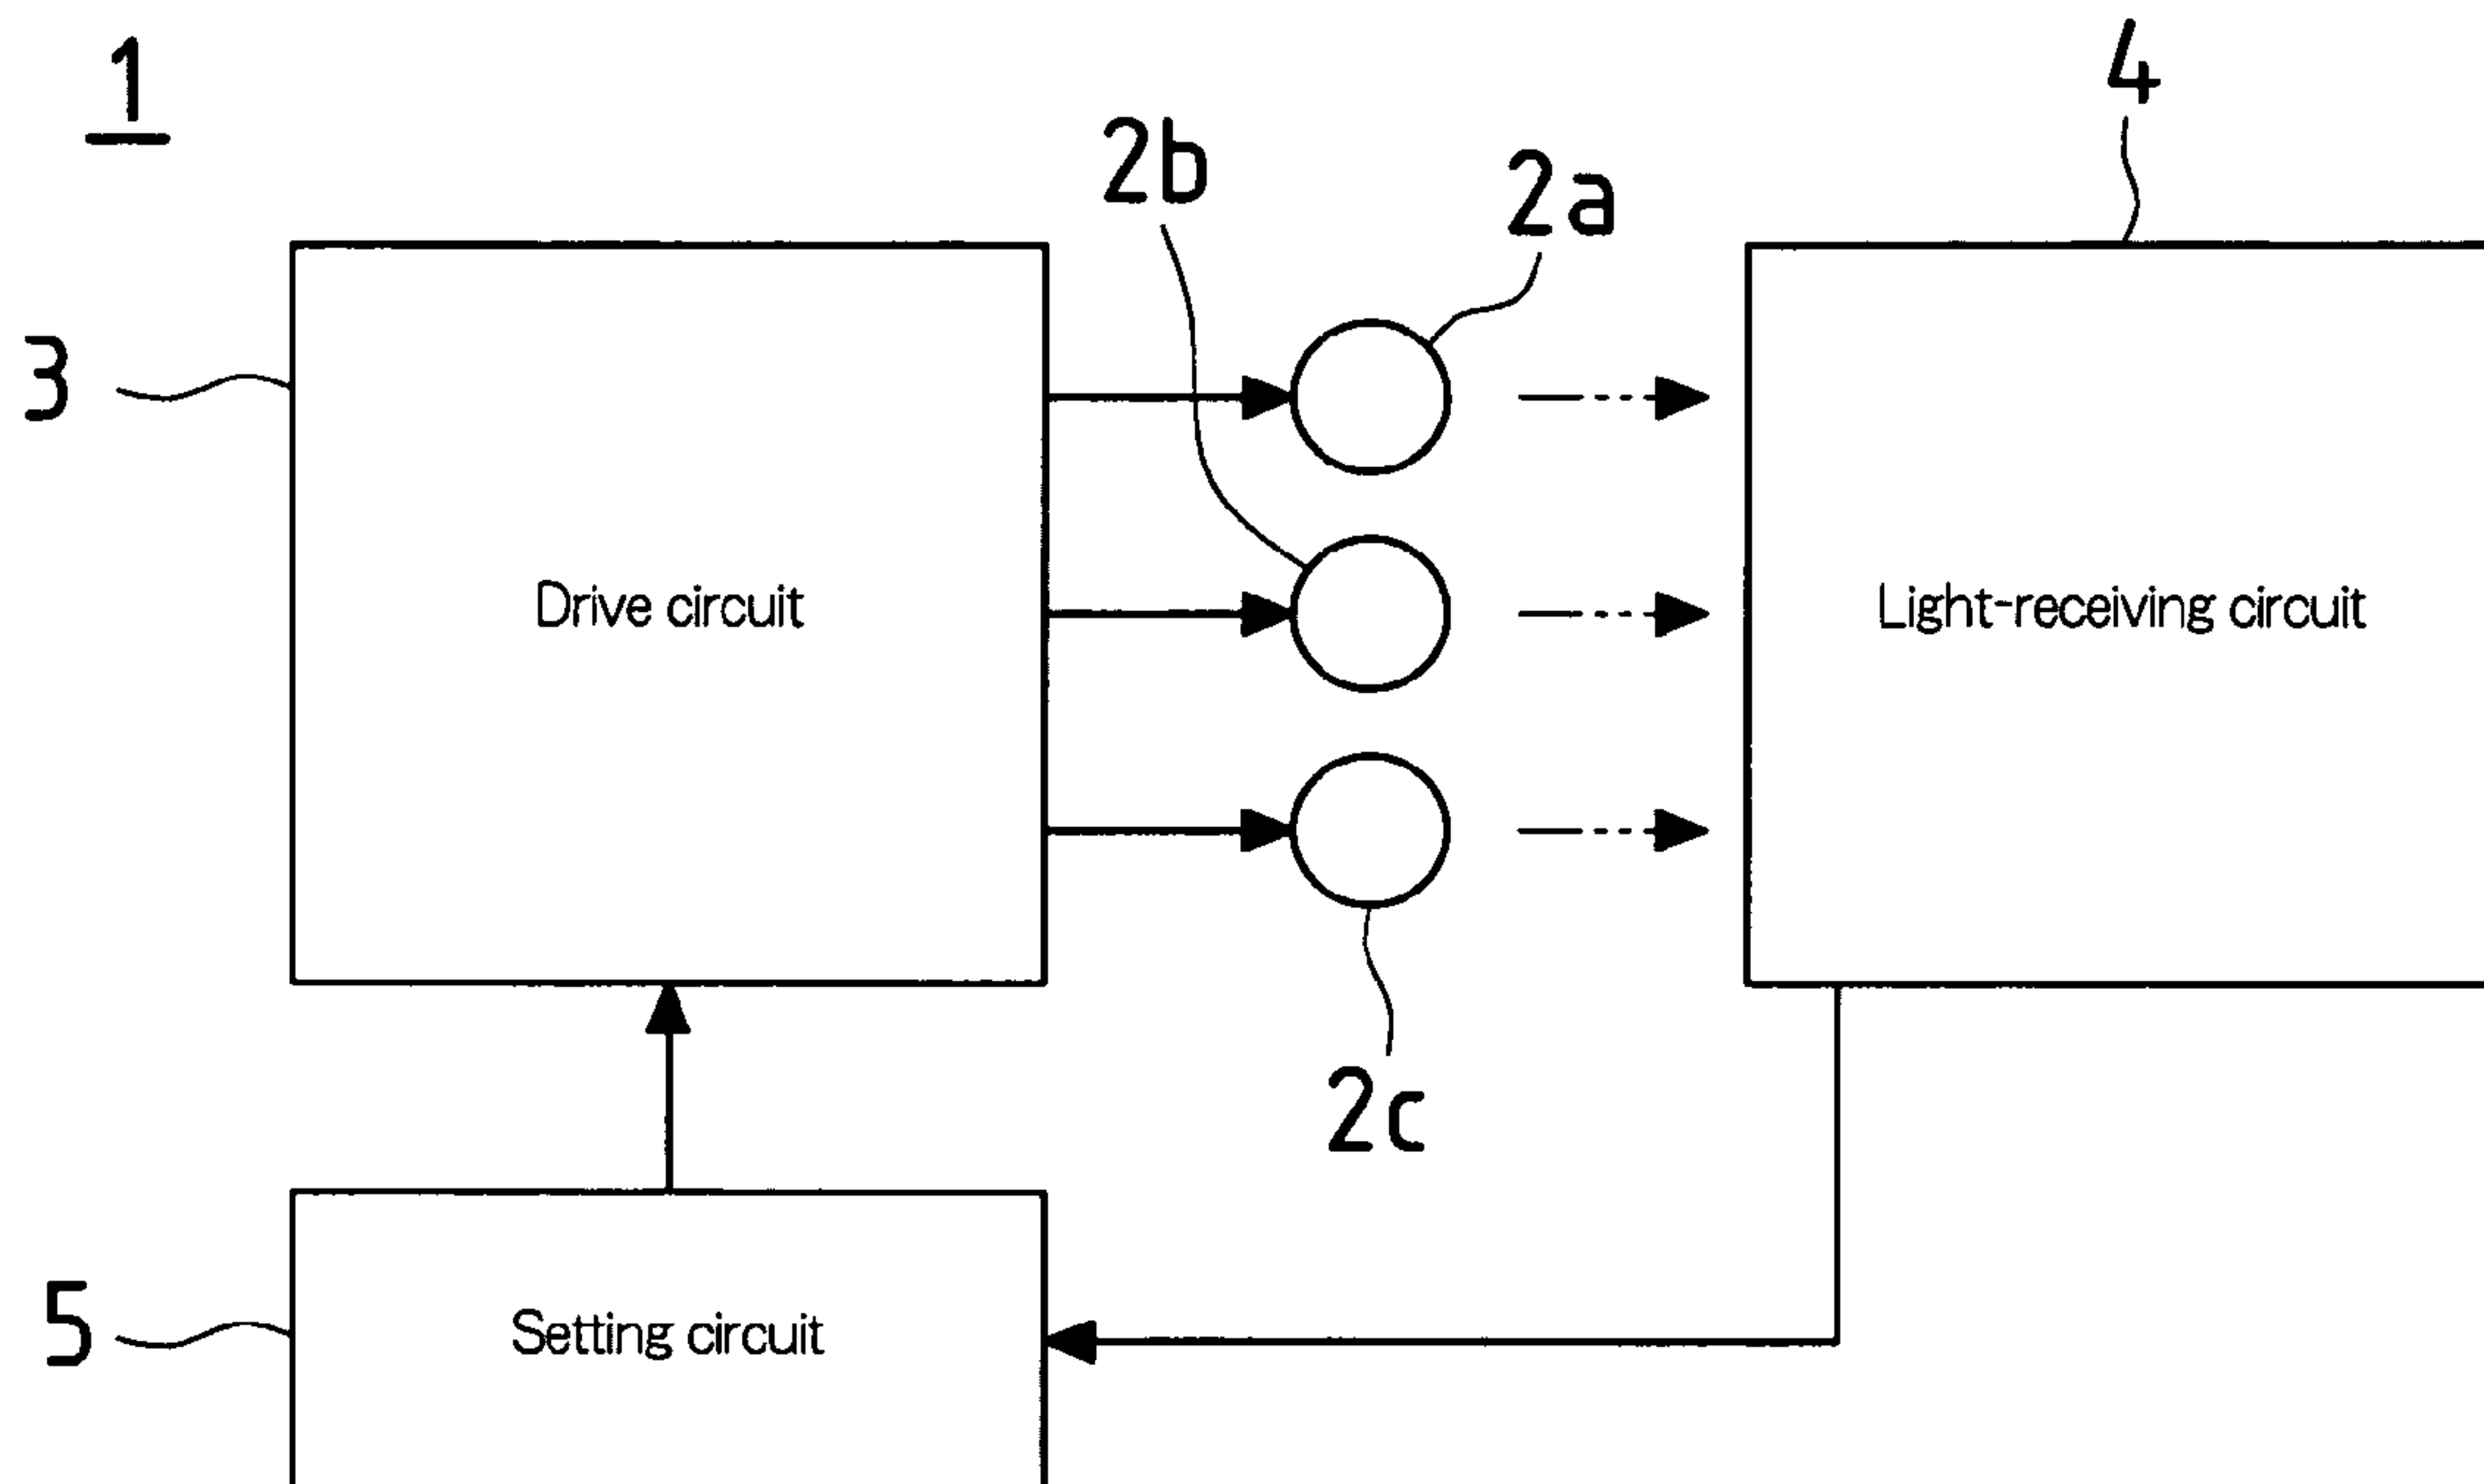 1
4
2b
2a
3
Drive circuit
Light-receiving circuit
2c
5
Setting circuit